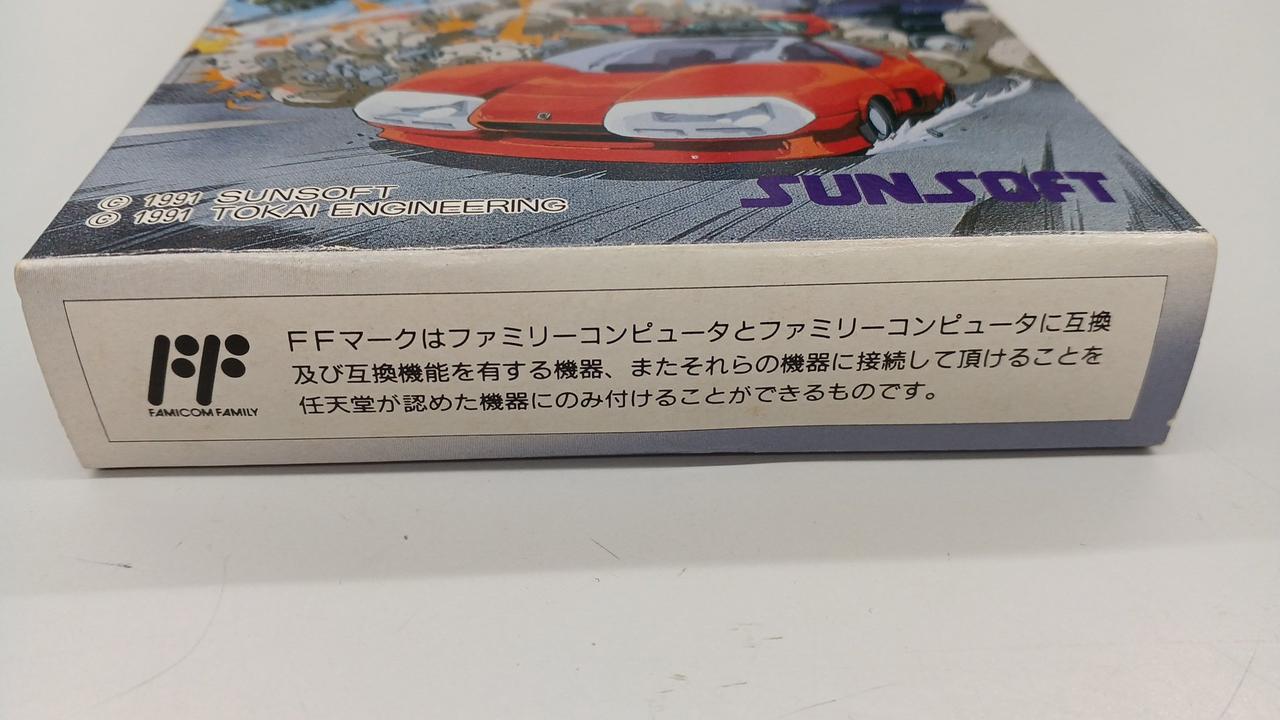 © 1991 SUNSOFT
© 1991 TOKAI ENGINEERING
SUNSOFT
FFマークはファミリーコンピュータとファミリーコンピュータに互換
及び互換機能を有する機器、またそれらの機器に接続して頂けることを
任天堂が認めた機器にのみ付けることができるものです。
FF
FAMICOM FAMILY